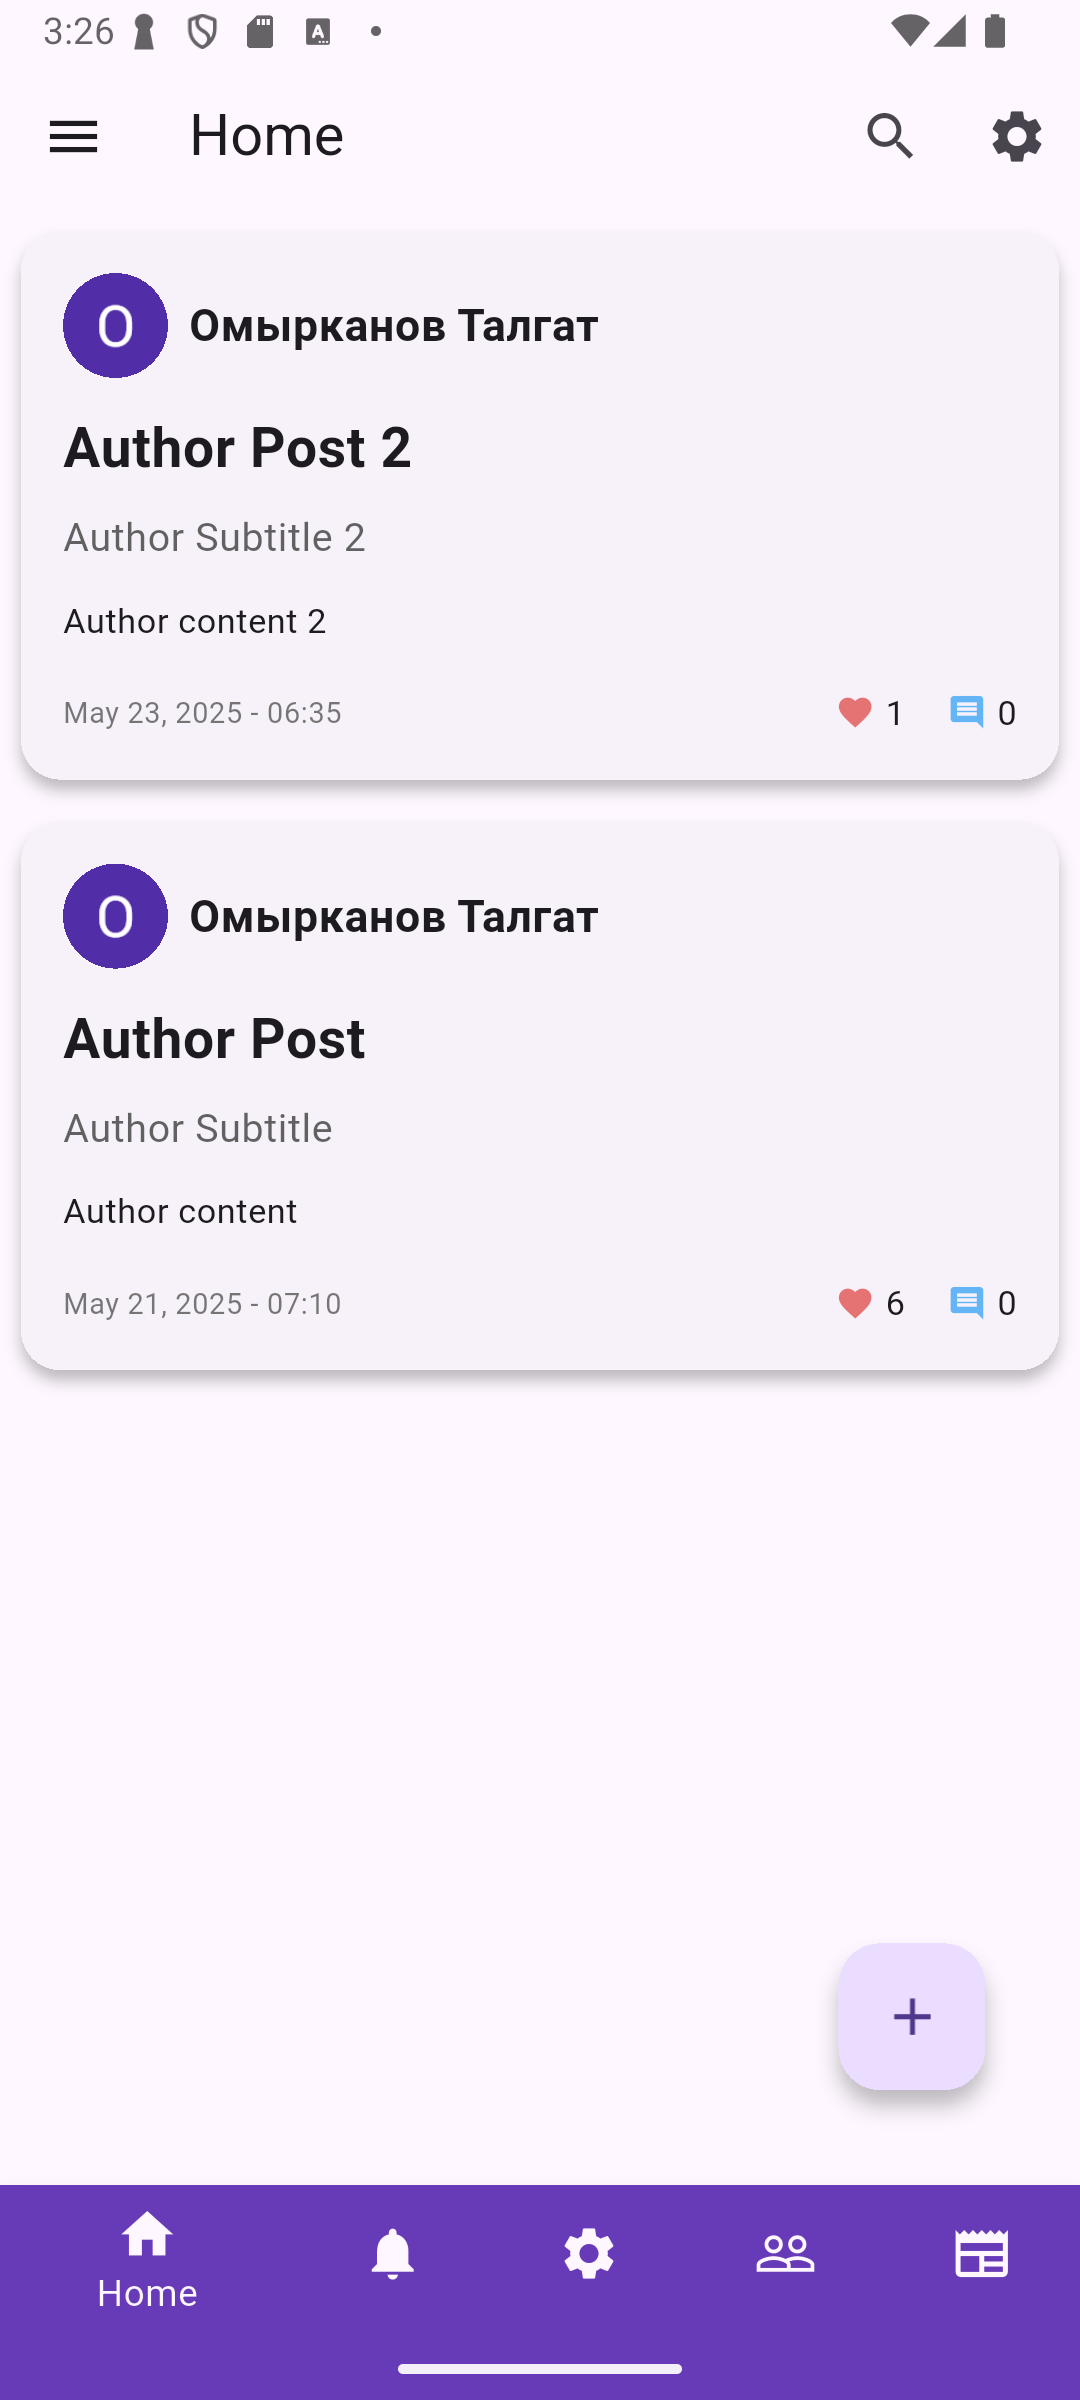 3:26
Home
О
Омырканов Талгат
Author Post 2
Author Subtitle 2
Author content 2
May 23, 2025 - 06:35
1
0
О
Омырканов Талгат
Author Post
Author Subtitle
Author content
May 21, 2025 - 07:10
6
0
Home